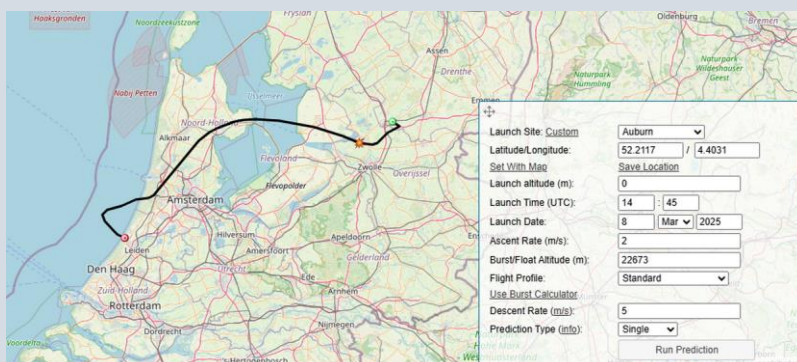 Haaksgronden
Noordzeekustzone
Fryslan
Oldenburg
Bremen
Assen
Drenthe
Naturpark
Hümmling
Naturpark
Wildeshauser
Geest
Nabij Petten
IJsselmeer
Emmen
Noord-Holland
Alkmaar
Zwolle
Overijssel
Flevoland
Flevopolder
Amsterdam
Leiden
Hilversum
Amersfoort
Apeldoorn
Gelderland
Den Haag
Utrecht
Ede
Arnhem
Zuid-Holland
Rotterdam
Dordrecht
Nijmegen
Voordelta
's-Hertogenbosch
Launch Site: Custom Auburn
Latitude/Longitude: 52.2117 / 4.4031
Set With Map Save Location
Launch altitude (m): 0
Launch Time (UTC): 14 : 45
Launch Date: 8 Mar 2025
Ascent Rate (m/s): 2
Burst/Float Altitude (m): 22673
Flight Profile: Standard
Use Burst Calculator
Descent Rate (m/s): 5
Prediction Type (info): Single
Run Prediction